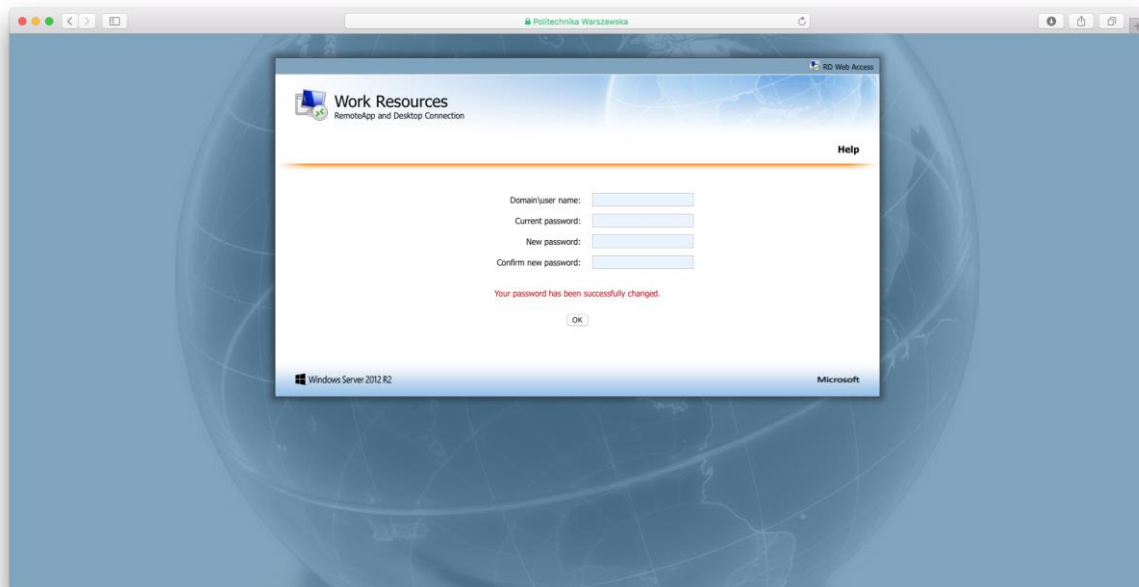 Politechnika Warszawska
RD Web Access
Work Resources
RemoteApp and Desktop Connection
Help
Domain\user name:
Current password:
New password:
Confirm new password:
Your password has been successfully changed.
OK
Windows Server 2012 R2
Microsoft